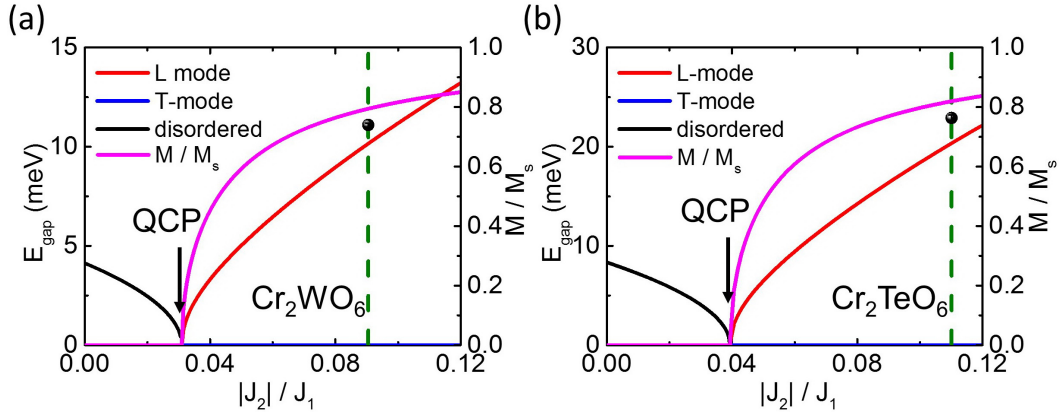 (a)
15
10
5
0
E_gap (meV)
L mode
T-mode
disordered
M / M_s
QCP
Cr₂WO₆
1.0
0.8
0.6
0.4
0.2
0.0
M / M_s
0.00 0.04 0.08 0.12
|J₂| / J₁
(b)
30
20
10
0
E_gap (meV)
L-mode
T-mode
disordered
M / M_s
QCP
Cr₂TeO₆
1.0
0.8
0.6
0.4
0.2
0.0
M / M_s
0.00 0.04 0.08 0.12
|J₂| / J₁